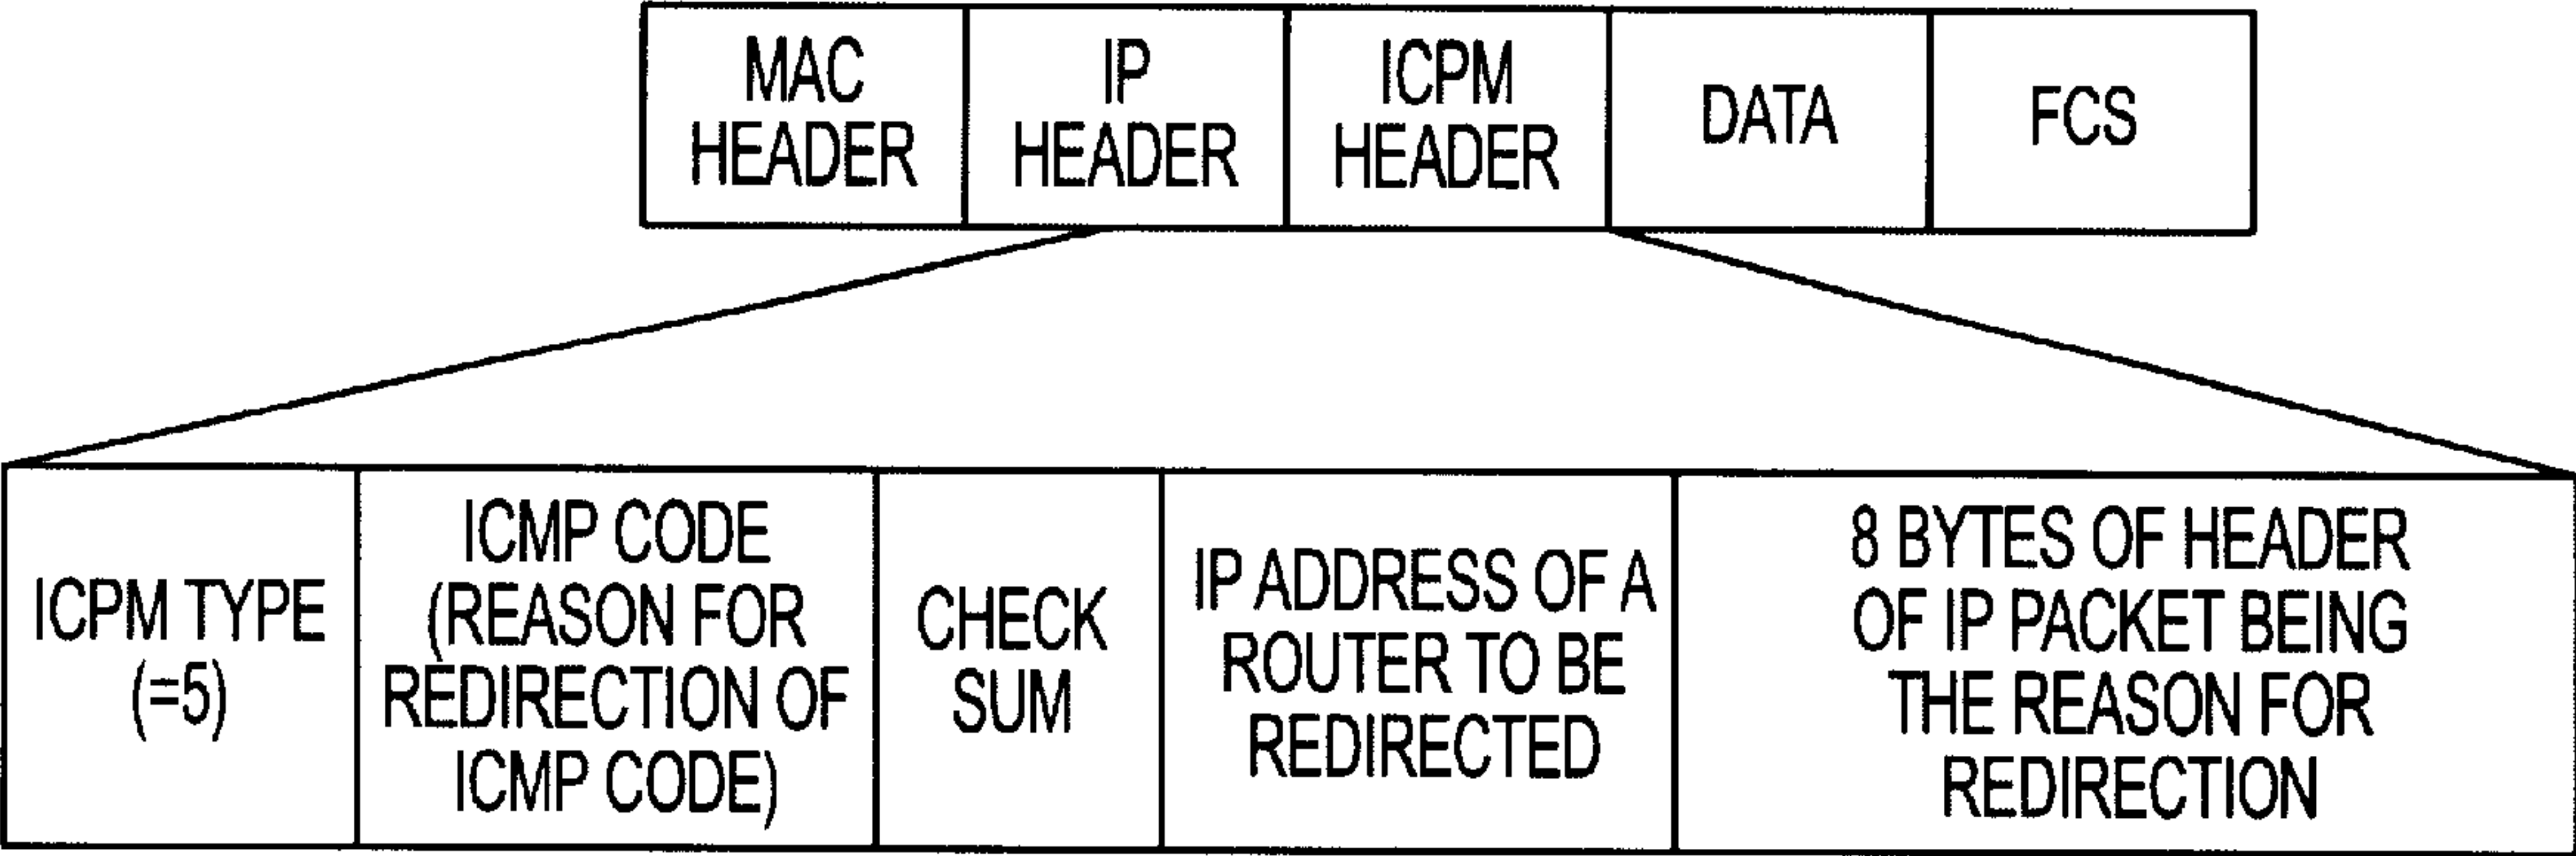 MAC
HEADER
IP
HEADER
ICPM
HEADER
DATA
FCS
ICPM TYPE
(=5)
ICMP CODE
(REASON FOR
REDIRECTION OF
ICMP CODE)
CHECK
SUM
IP ADDRESS OF A
ROUTER TO BE
REDIRECTED
8 BYTES OF HEADER
OF IP PACKET BEING
THE REASON FOR
REDIRECTION